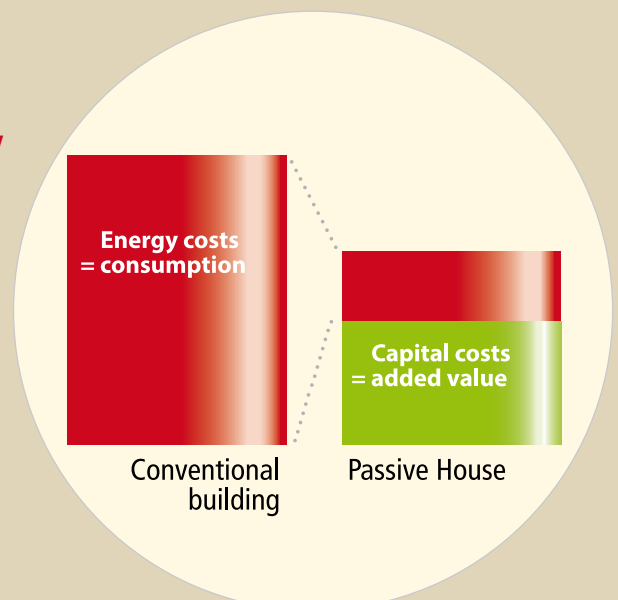 Energy costs
= consumption
Capital costs
= added value
Conventional
building
Passive House